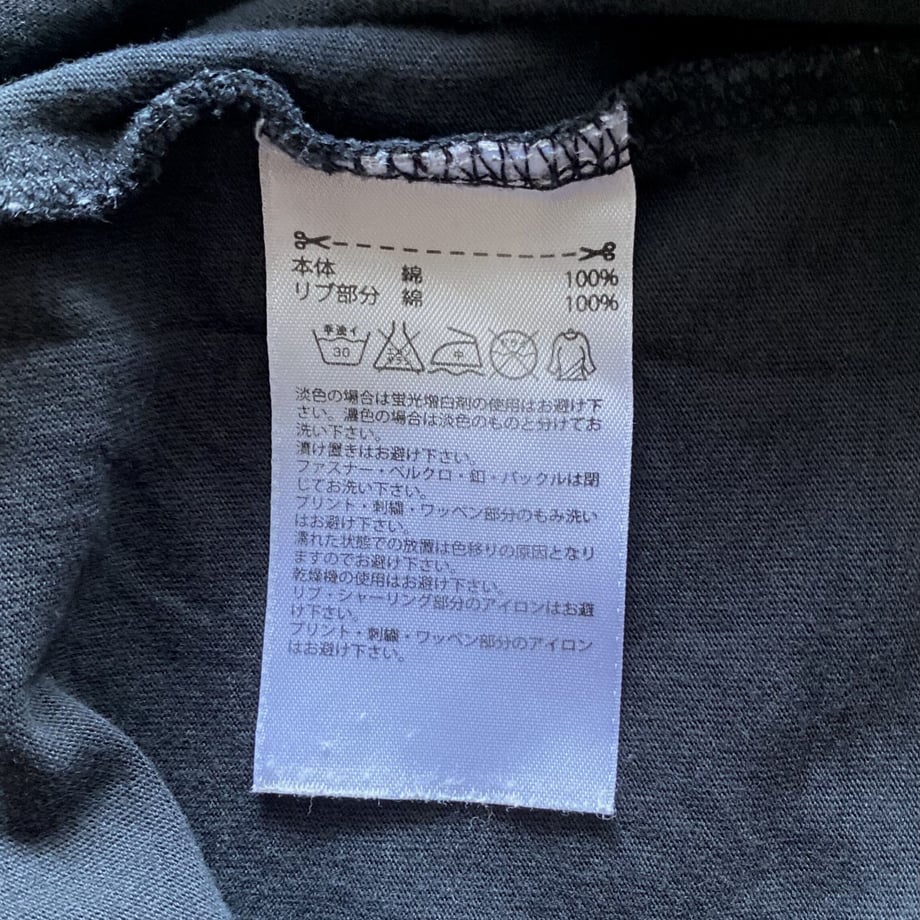 本体 綿 100%
リブ部分 綿 100%
手洗イ
30
中
淡色の場合は蛍光増白剤の使用はお避け下
さい。濃色の場合は淡色のものと分けてお
洗い下さい。
漬け置きはお避け下さい。
ファスナー・ベルクロ・釦・バックルは閉
じてお洗い下さい。
プリント・刺繍・ワッペン部分のもみ洗い
はお避け下さい。
濡れた状態での放置は色移りの原因となり
ますのでお避け下さい。
乾燥機の使用はお避け下さい。
リブ・シャーリング部分のアイロンはお避
け下さい。
プリント・刺繍・ワッペン部分のアイロン
はお避け下さい。